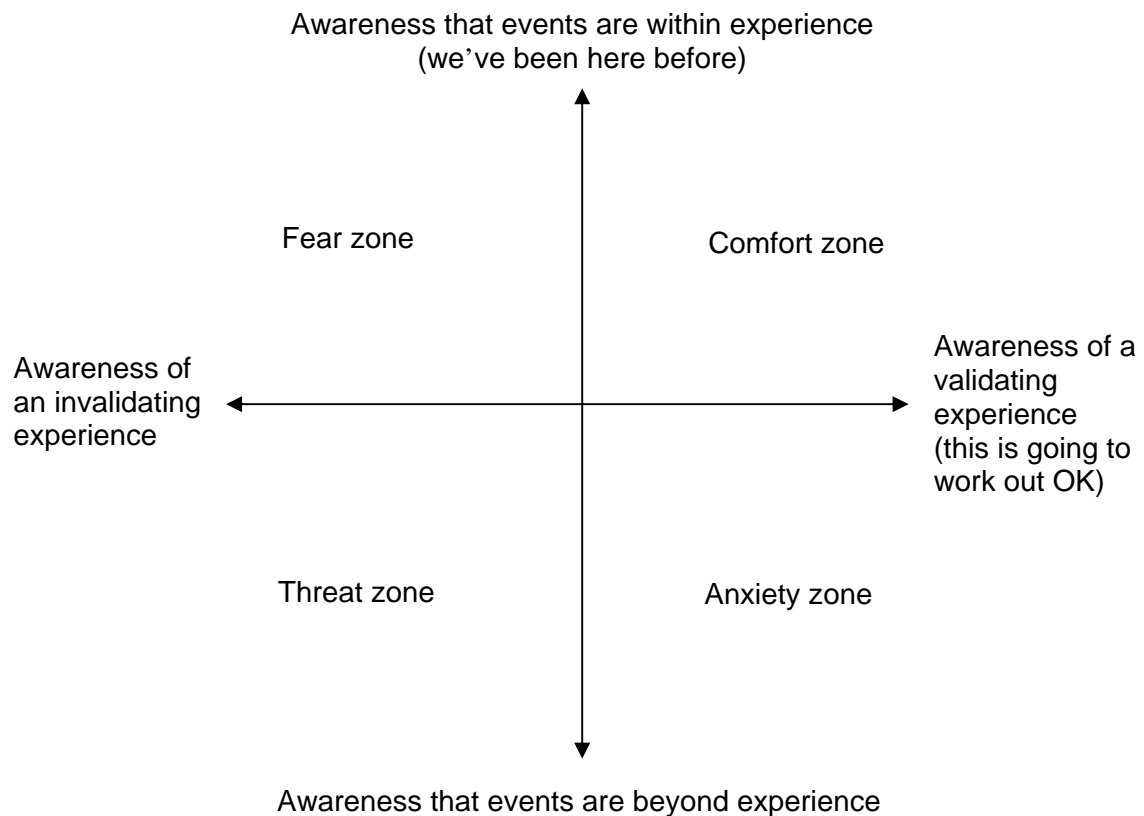 Awareness that events are within experience
(we’ve been here before)
Fear zone
Comfort zone
Awareness of
an invalidating
experience
Awareness of a
validating
experience
(this is going to
work out OK)
Threat zone
Anxiety zone
Awareness that events are beyond experience